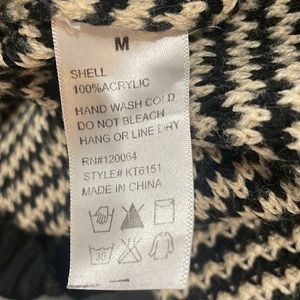 M
SHELL
100%ACRYLIC
HAND WASH COLD
DO NOT BLEACH
HANG OR LINE DRY
RN#120064
STYLE# KT6151
MADE IN CHINA
30